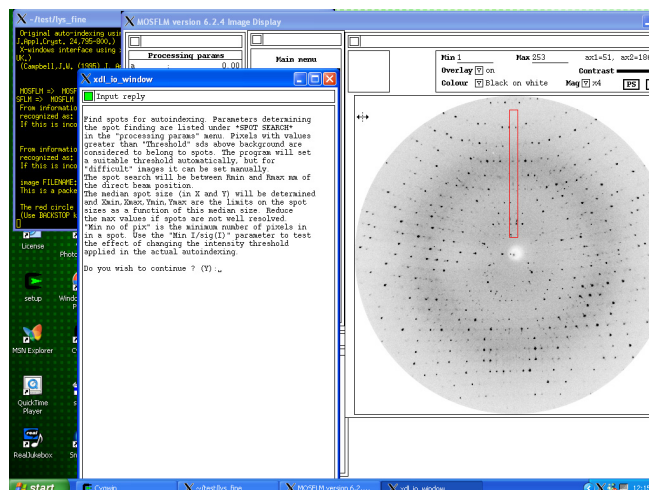 ~/test/lys_fine
Original auto-indexing
J.Appl.Cryst. 24,795-800,)
X-windows interface using
UK,)
(Campbell,J.W. (1995) J.
MOSFLM =>
MOSFLM =>
From informatio
recognized as:
If this is inco
From informatio
recognized as:
If this is inco
image FILENAME:
This is a packe
The red circle
(Use BACKSTOP k
MOSFLM version 6.2.4 Image Display
Processing params
Main menu
0.00
xdl_io_window
Input reply
Find spots for autoindexing. Parameters determining
the spot finding are listed under *SPOT SEARCH*
in the "processing params" menu. Pixels with values
greater than "Threshold" sds above background are
considered to belong to spots. The program will set
a suitable threshold automatically, but for
"difficult" images it can be set manually.
The spot search will be between Rmin and Rmax mm of
the direct beam position.
The median spot size (in X and Y) will be determined
and Xmin,Xmax,Ymin,Ymax are the limits on the spot
sizes as a function of this median size. Reduce
the max values if spots are not well resolved.
"Min no of pix" is the minimum number of pixels in
in a spot. Use the "Min I/sig(I)" parameter to test
the effect of changing the intensity threshold
applied in the actual autoindexing.
Do you wish to continue ? (Y):
Min 1 Max 253 ax1=51, ax2=18
Overlay on Contrast
Colour Black on white Mag x4 PS
License
setup
MSN Explorer
QuickTime
Player
RealJukebox
start
Cygwin
~/test/lys_fine
MOSFLM version 6.2....
xdl_io_window
12:15